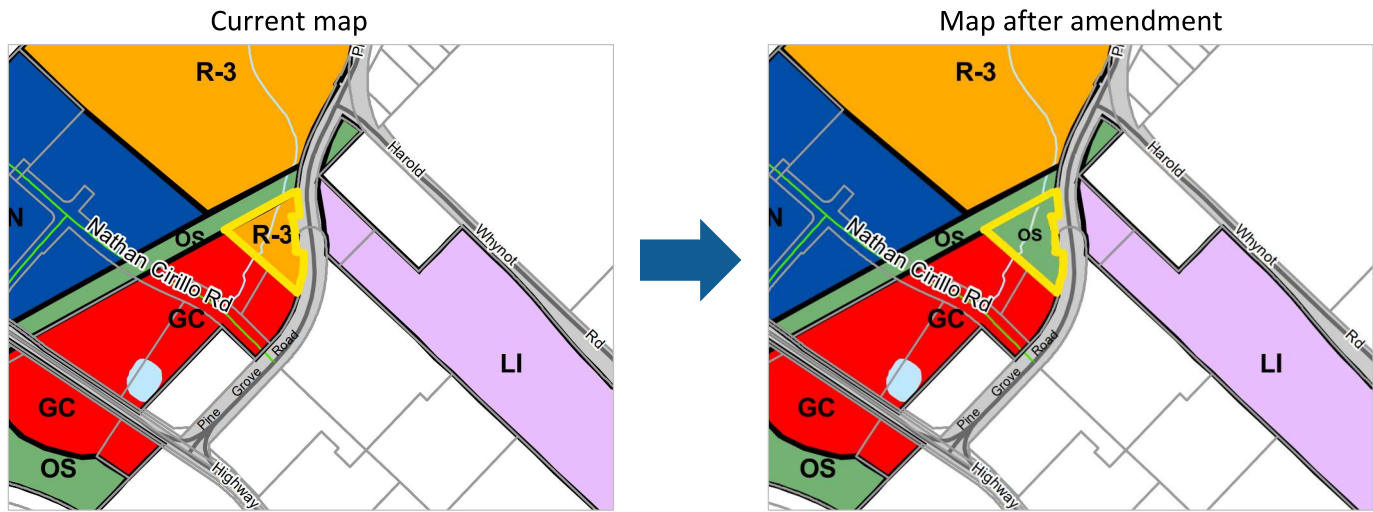 Current map
Map after amendment
R-3
Harold
N
Nathan Cirillo Rd
OS
R-3
Whynot
GC
Rd
Road
LI
Grove
GC
Pine
OS
Highway
R-3
Harold
N
Nathan Cirillo Rd
OS
OS
Whynot
GC
Rd
Road
LI
Grove
GC
Pine
OS
Highway